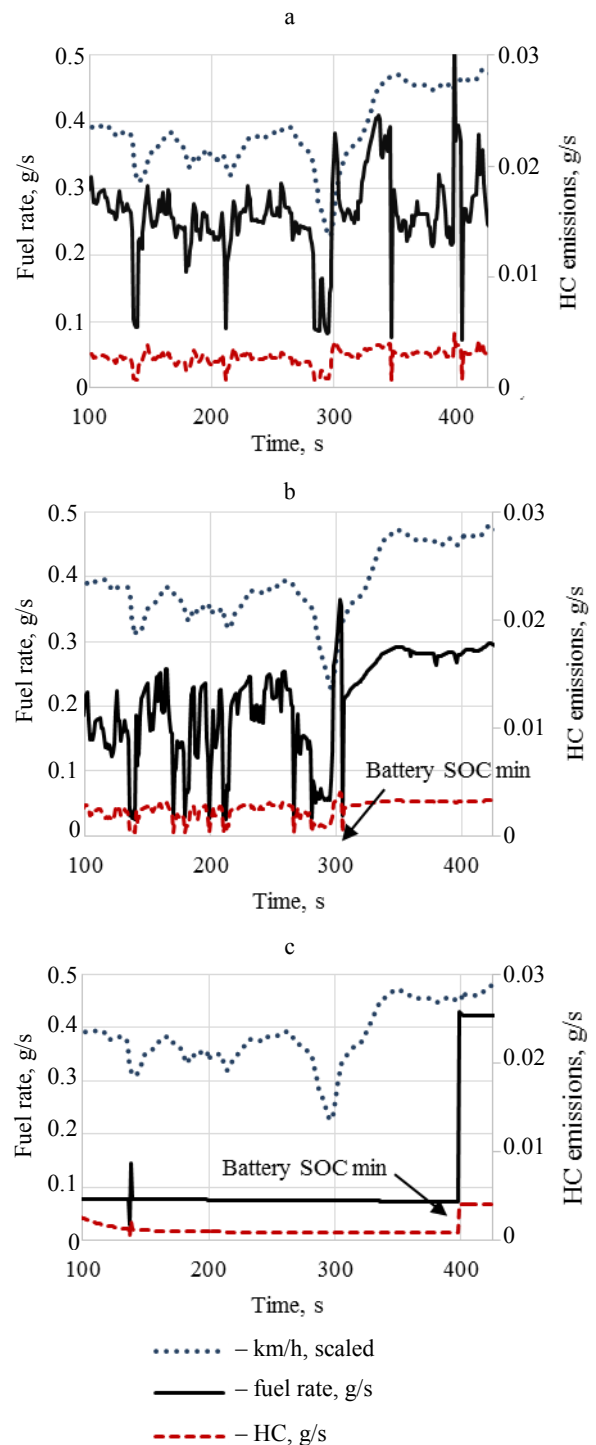 a
0.5
0.4
0.3
0.2
0.1
0
Fuel rate, g/s
0.03
0.02
0.01
0
HC emissions, g/s
100
200
300
400
Time, s
b
0.5
0.4
0.3
0.2
0.1
0
Fuel rate, g/s
0.03
0.02
0.01
0
HC emissions, g/s
Battery SOC min
100
200
300
400
Time, s
c
0.5
0.4
0.3
0.2
0.1
0
Fuel rate, g/s
0.03
0.02
0.01
0
HC emissions, g/s
Battery SOC min
100
200
300
400
Time, s
– km/h, scaled
– fuel rate, g/s
– HC, g/s